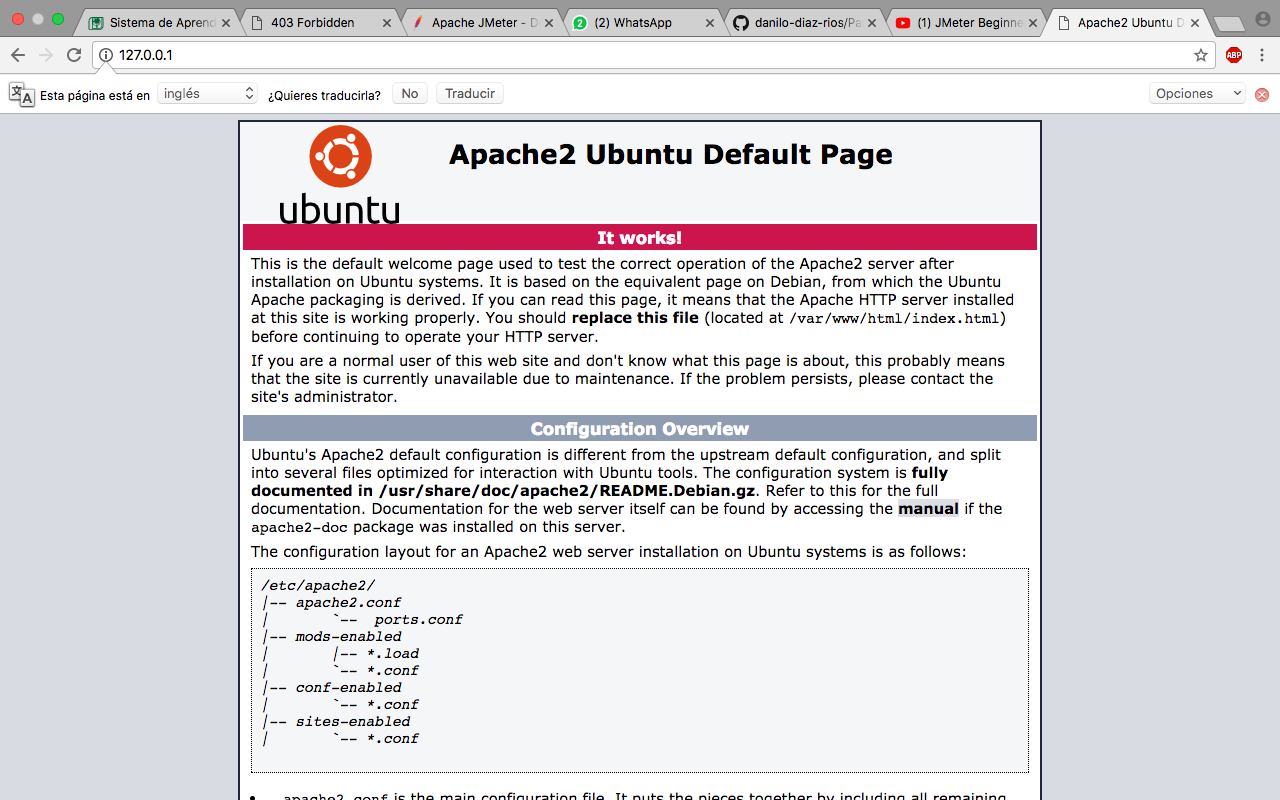 Sistema de Aprend
403 Forbidden
Apache JMeter - D
(2) WhatsApp
danilo-diaz-rios/Pa
(1) JMeter Beginne
Apache2 Ubuntu D
127.0.0.1
ABP
Esta página está en
inglés
¿Quieres traducirla?
No
Traducir
Opciones
ubuntu
Apache2 Ubuntu Default Page
It works!
This is the default welcome page used to test the correct operation of the Apache2 server after
installation on Ubuntu systems. It is based on the equivalent page on Debian, from which the Ubuntu
Apache packaging is derived. If you can read this page, it means that the Apache HTTP server installed
at this site is working properly. You should replace this file (located at /var/www/html/index.html)
before continuing to operate your HTTP server.
If you are a normal user of this web site and don't know what this page is about, this probably means
that the site is currently unavailable due to maintenance. If the problem persists, please contact the
site's administrator.
Configuration Overview
Ubuntu's Apache2 default configuration is different from the upstream default configuration, and split
into several files optimized for interaction with Ubuntu tools. The configuration system is fully
documented in /usr/share/doc/apache2/README.Debian.gz. Refer to this for the full
documentation. Documentation for the web server itself can be found by accessing the manual if the
apache2-doc package was installed on this server.
The configuration layout for an Apache2 web server installation on Ubuntu systems is as follows:
/etc/apache2/
|-- apache2.conf
|       `--  ports.conf
|-- mods-enabled
|       |-- *.load
|       `-- *.conf
|-- conf-enabled
|       `-- *.conf
|-- sites-enabled
|       `-- *.conf
apache2.conf is the main configuration file. It puts the pieces together by including all remaining